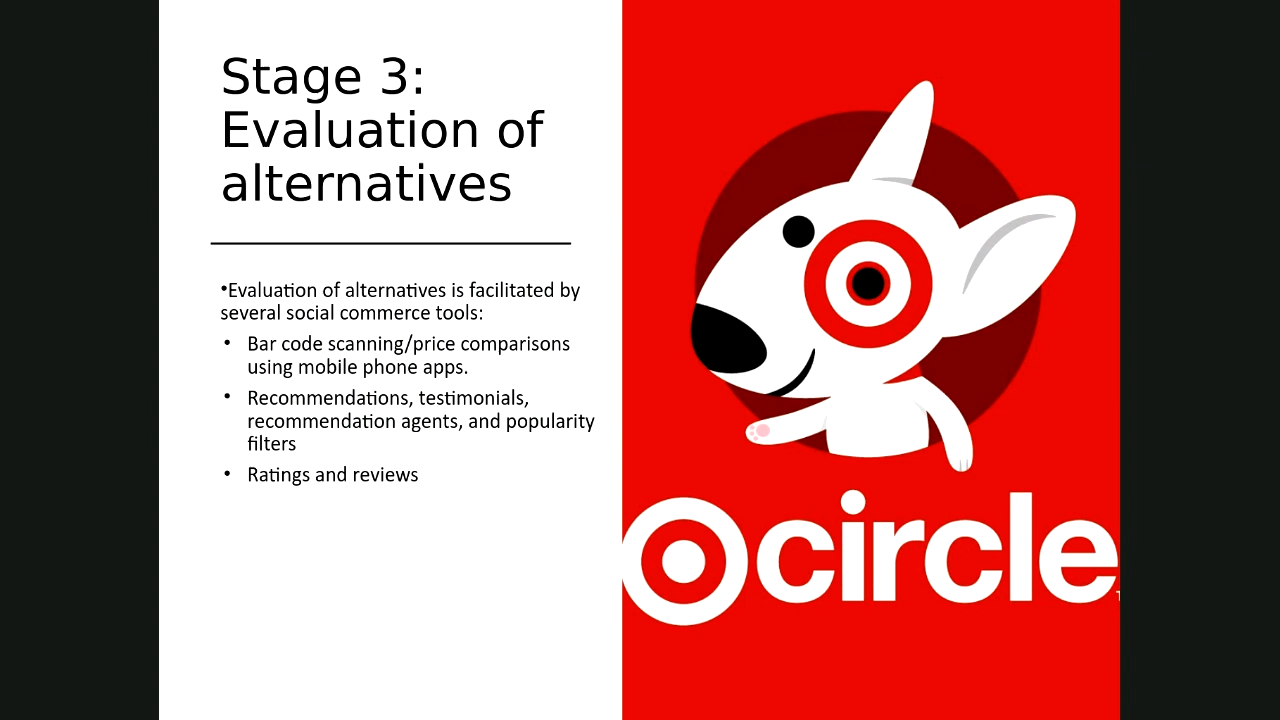 Stage 3:
Evaluation of
alternatives
•Evaluation of alternatives is facilitated by
several social commerce tools:
• Bar code scanning/price comparisons
using mobile phone apps.
• Recommendations, testimonials,
recommendation agents, and popularity
filters
• Ratings and reviews
circle